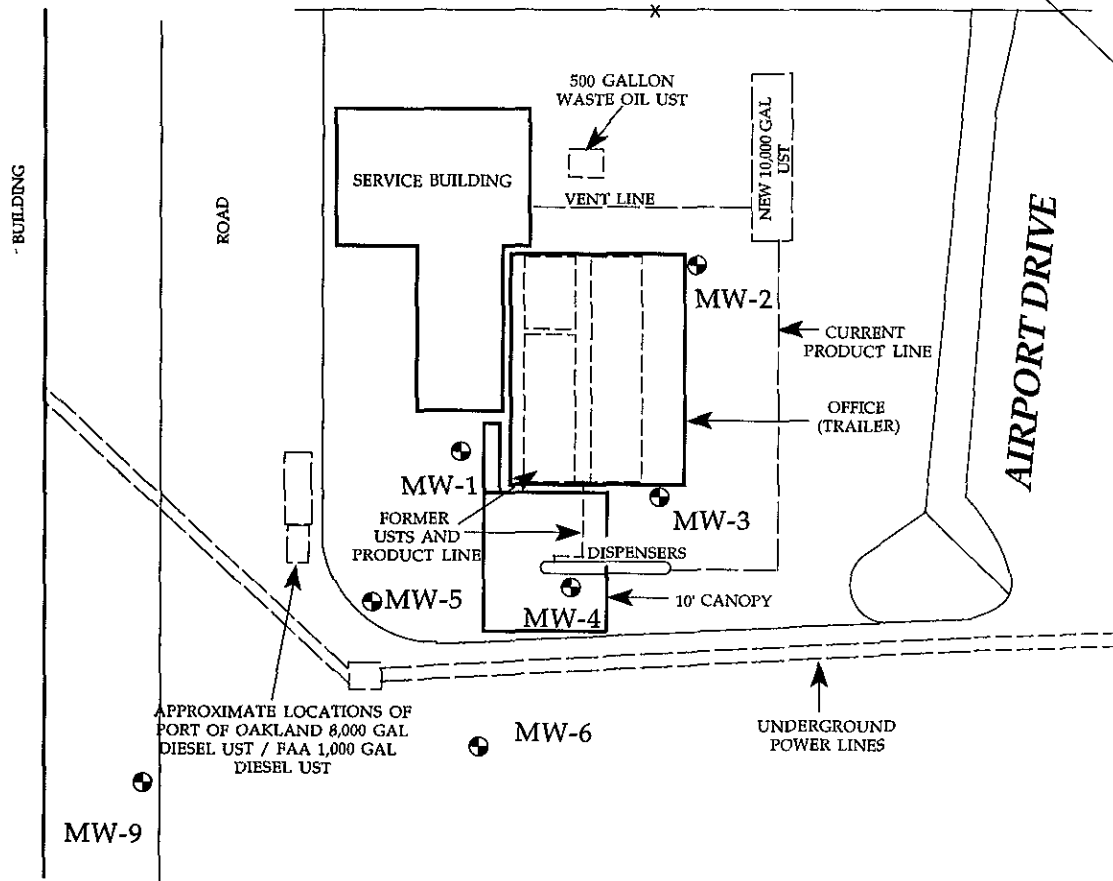 x
500 GALLON
WASTE OIL UST
NEW 10,000 GAL
UST
SERVICE BUILDING
- BUILDING
ROAD
VENT LINE
MW-2
AIRPORT DRIVE
CURRENT
PRODUCT LINE
OFFICE
(TRAILER)
MW-1
MW-3
FORMER
USTS AND
PRODUCT LINE
DISPENSERS
MW-5
MW-4
10' CANOPY
APPROXIMATE LOCATIONS OF
PORT OF OAKLAND 8,000 GAL
DIESEL UST / FAA 1,000 GAL
DIESEL UST
MW-6
UNDERGROUND
POWER LINES
MW-9